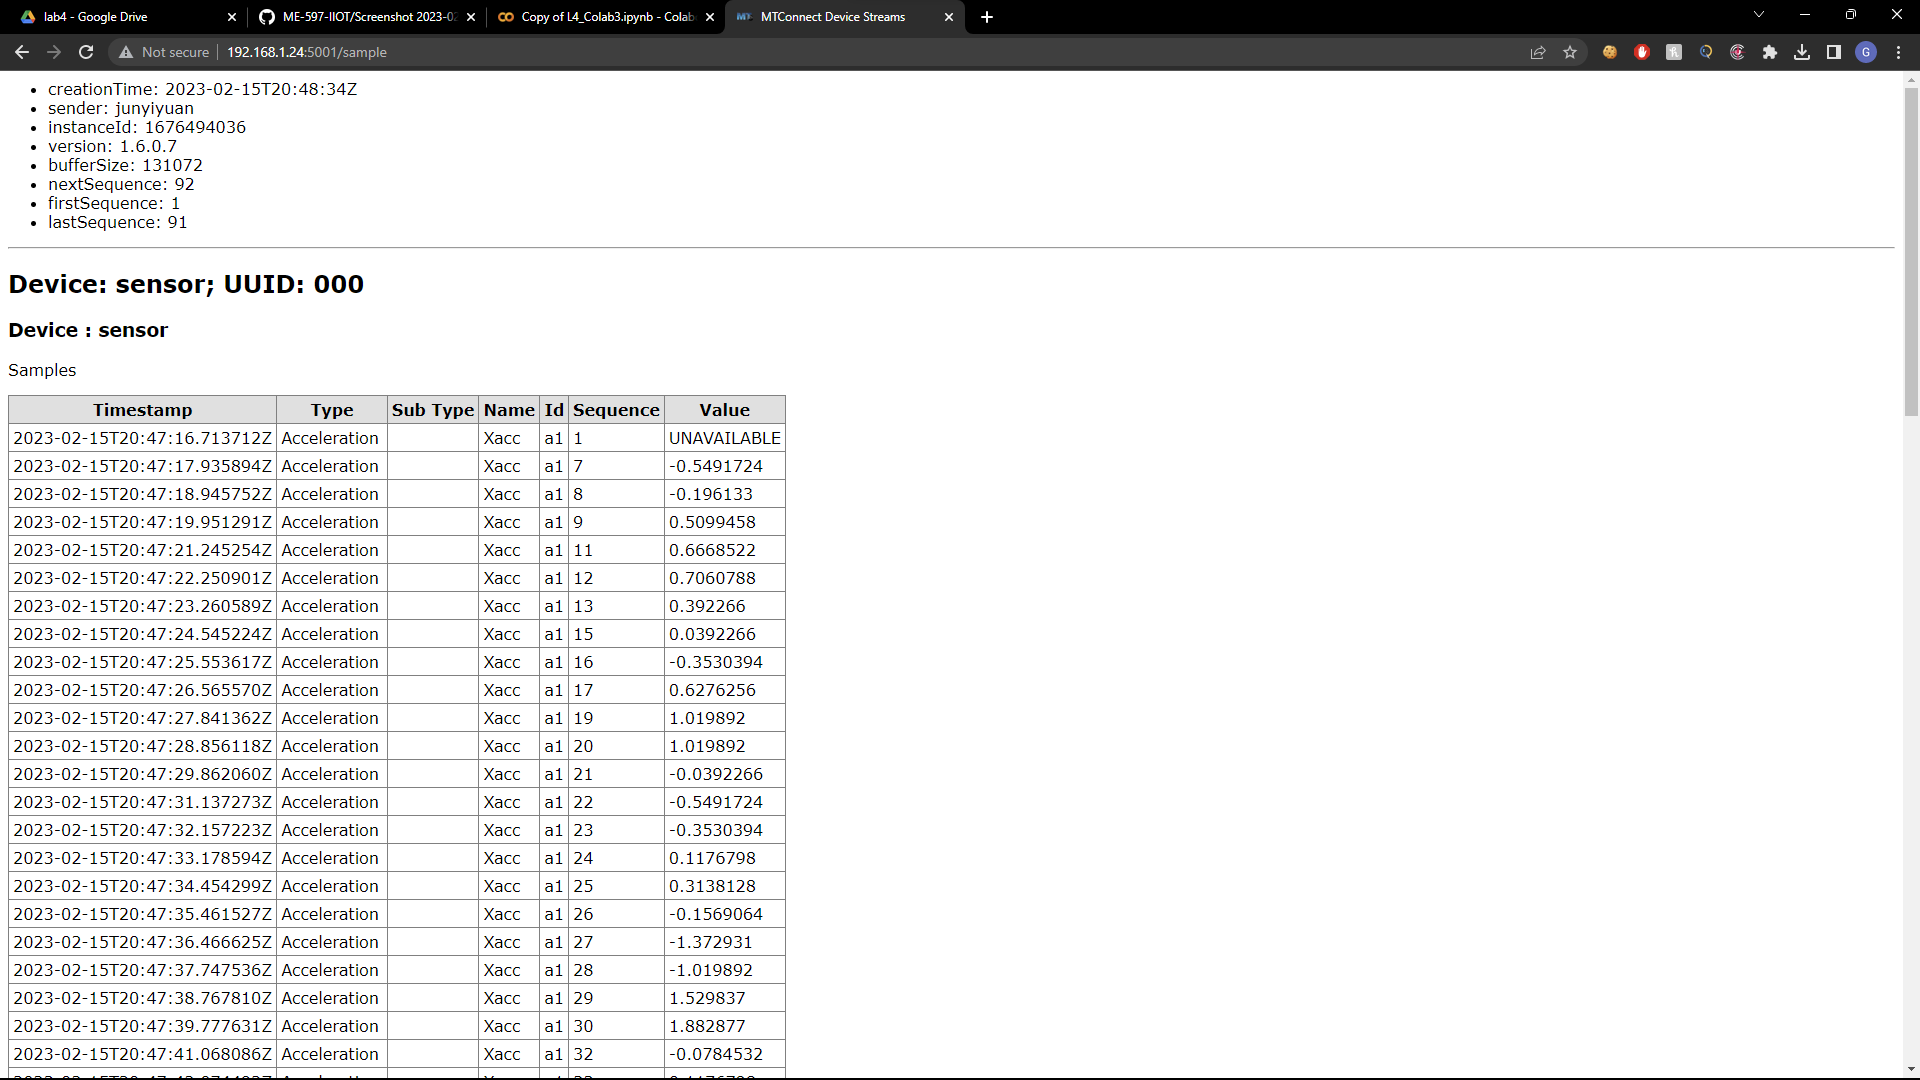 lab4 - Google Drive
ME-597-IIOT/Screenshot 2023-02
Copy of L4_Colab3.ipynb - Colab
MTConnect Device Streams
Not secure
192.168.1.24:5001/sample
G
creationTime: 2023-02-15T20:48:34Z
sender: junyiyuan
instanceId: 1676494036
version: 1.6.0.7
bufferSize: 131072
nextSequence: 92
firstSequence: 1
lastSequence: 91
Device: sensor; UUID: 000
Device : sensor
Samples
Timestamp Type Sub Type Name Id Sequence Value
2023-02-15T20:47:16.713712Z Acceleration Xacc a1 1 UNAVAILABLE
2023-02-15T20:47:17.935894Z Acceleration Xacc a1 7 -0.5491724
2023-02-15T20:47:18.945752Z Acceleration Xacc a1 8 -0.196133
2023-02-15T20:47:19.951291Z Acceleration Xacc a1 9 0.5099458
2023-02-15T20:47:21.245254Z Acceleration Xacc a1 11 0.6668522
2023-02-15T20:47:22.250901Z Acceleration Xacc a1 12 0.7060788
2023-02-15T20:47:23.260589Z Acceleration Xacc a1 13 0.392266
2023-02-15T20:47:24.545224Z Acceleration Xacc a1 15 0.0392266
2023-02-15T20:47:25.553617Z Acceleration Xacc a1 16 -0.3530394
2023-02-15T20:47:26.565570Z Acceleration Xacc a1 17 0.6276256
2023-02-15T20:47:27.841362Z Acceleration Xacc a1 19 1.019892
2023-02-15T20:47:28.856118Z Acceleration Xacc a1 20 1.019892
2023-02-15T20:47:29.862060Z Acceleration Xacc a1 21 -0.0392266
2023-02-15T20:47:31.137273Z Acceleration Xacc a1 22 -0.5491724
2023-02-15T20:47:32.157223Z Acceleration Xacc a1 23 -0.3530394
2023-02-15T20:47:33.178594Z Acceleration Xacc a1 24 0.1176798
2023-02-15T20:47:34.454299Z Acceleration Xacc a1 25 0.3138128
2023-02-15T20:47:35.461527Z Acceleration Xacc a1 26 -0.1569064
2023-02-15T20:47:36.466625Z Acceleration Xacc a1 27 -1.372931
2023-02-15T20:47:37.747536Z Acceleration Xacc a1 28 -1.019892
2023-02-15T20:47:38.767810Z Acceleration Xacc a1 29 1.529837
2023-02-15T20:47:39.777631Z Acceleration Xacc a1 30 1.882877
2023-02-15T20:47:41.068086Z Acceleration Xacc a1 32 -0.0784532